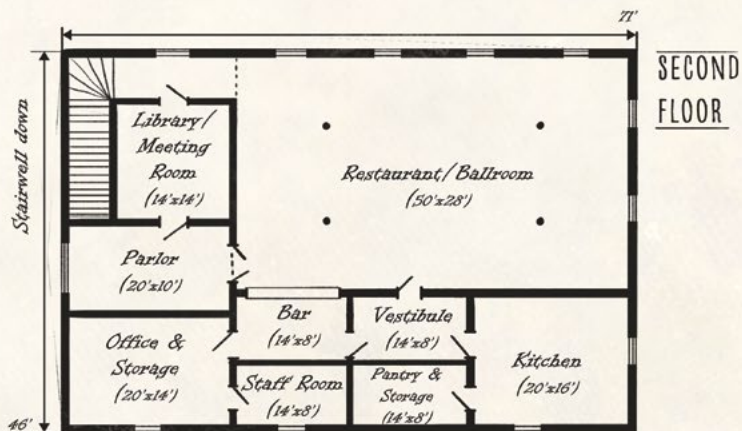 71'
SECOND
FLOOR
Stairwell down
Library/
Meeting
Room
(14'x14')
Restaurant/Ballroom
(50'x28')
Parlor
(20'x10')
Bar
(14'x8')
Vestibule
(14'x8')
Office &
Storage
(20'x14')
Staff Room
(14'x8')
Pantry &
Storage
(14'x8')
Kitchen
(20'x16')
46'